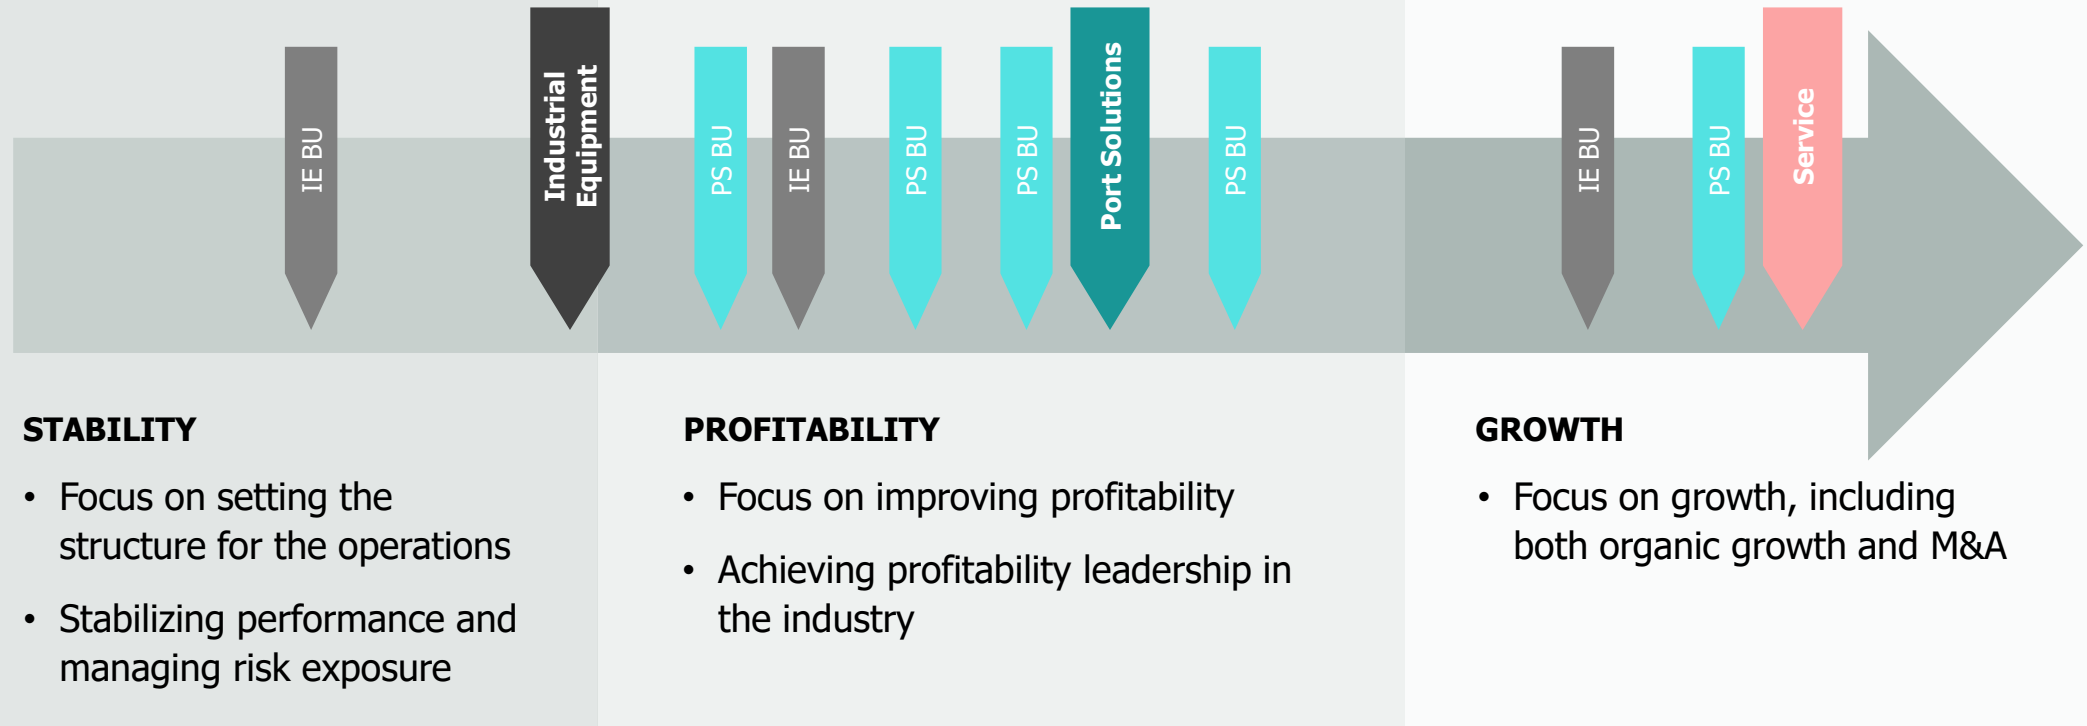 IE BU
Industrial
Equipment
PS BU
IE BU
PS BU
PS BU
Port Solutions
PS BU
IE BU
PS BU
Service
STABILITY
• Focus on setting the
structure for the operations
• Stabilizing performance and
managing risk exposure
PROFITABILITY
• Focus on improving profitability
• Achieving profitability leadership in
the industry
GROWTH
• Focus on growth, including
both organic growth and M&A